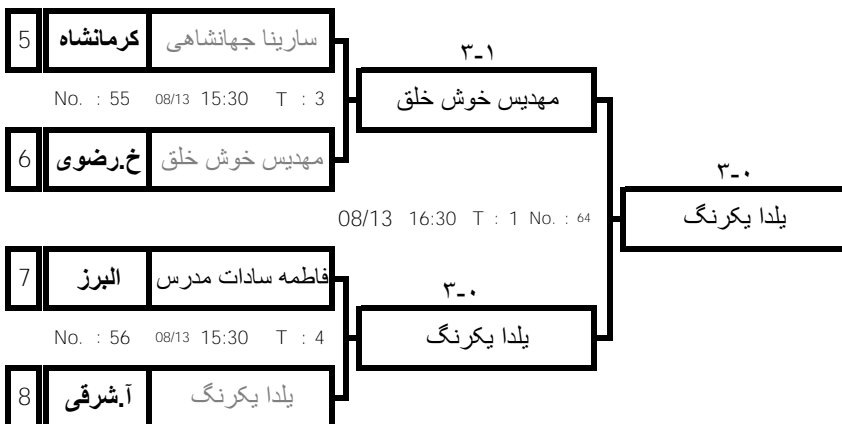 5 کرمانشاه سارینا جهانشاهی
۳-۱
No. : 55 08/13 15:30 T : 3
مهدیس خوش خلق
6 خ.رضوی مهدیس خوش خلق
۳-۰
08/13 16:30 T : 1 No. : 64
یلدا یکرنگ
7 البرز فاطمه سادات مدرس
۳-۰
No. : 56 08/13 15:30 T : 4
یلدا یکرنگ
8 آ.شرقی یلدا یکرنگ